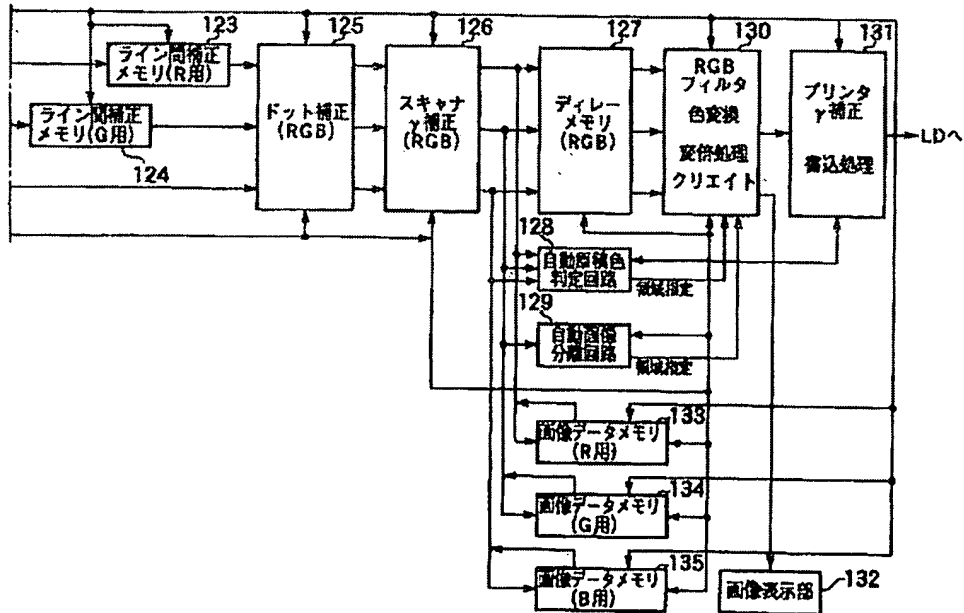 123
ライン間補正
メモリ(R用)
ライン間補正
メモリ(G用)
124
125
ドット補正
(RGB)
126
スキャナ
γ補正
(RGB)
127
ディレー
メモリ
(RGB)
130
RGB
フィルタ
色変換
変倍処理
クリエイト
131
プリンタ
γ補正
書込処理
LDへ
128
自動原稿色
判定回路
領域指定
129
自動画像
分離回路
領域指定
133
画像データメモリ
(R用)
134
画像データメモリ
(G用)
135
画像データメモリ
(B用)
画像表示部
132